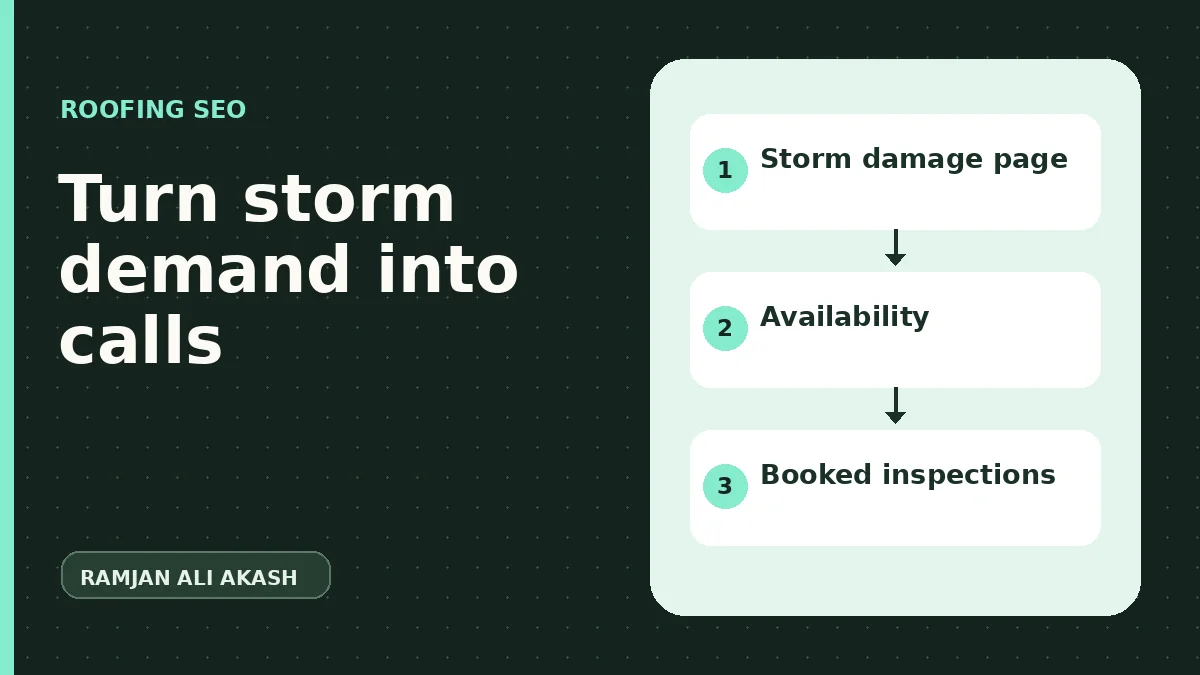 ROOFING SEO
Turn storm
demand into
calls
RAMJAN ALI AKASH
1 Storm damage page
2 Availability
3 Booked inspections